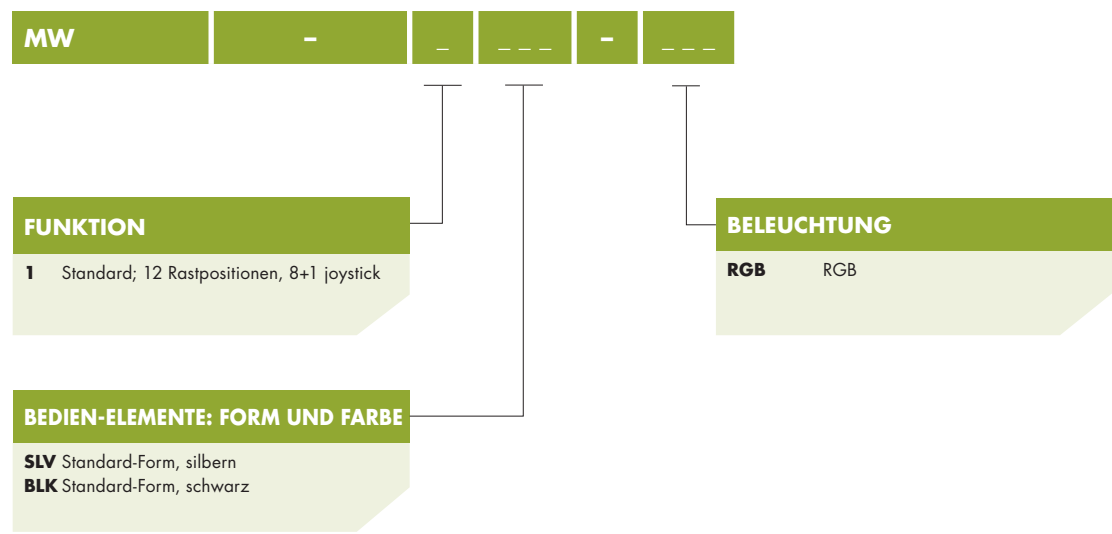 MW – _ _ _ _ – _ _ _
FUNKTION
1 Standard; 12 Rastpositionen, 8+1 joystick
BELEUCHTUNG
RGB RGB
BEDIEN-ELEMENTE: FORM UND FARBE
SLV Standard-Form, silbern
BLK Standard-Form, schwarz